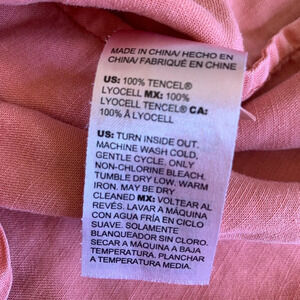 MADE IN CHINA/ HECHO EN
CHINA/ FABRIQUÉ EN CHINE
US: 100% TENCEL®
LYOCELL MX: 100%
LYOCELL TENCEL® CA:
100% Â LYOCELL
US: TURN INSIDE OUT.
MACHINE WASH COLD,
GENTLE CYCLE. ONLY
NON-CHLORINE BLEACH.
TUMBLE DRY LOW. WARM
IRON. MAY BE DRY
CLEANED MX: VOLTEAR AL
REVÉS. LAVAR A MÁQUINA
CON AGUA FRÍA EN CICLO
SUAVE. SOLAMENTE
BLANQUEADOR SIN CLORO.
SECAR A MÁQUINA A BAJA
TEMPERATURA. PLANCHAR
A TEMPERATURA MEDIA.